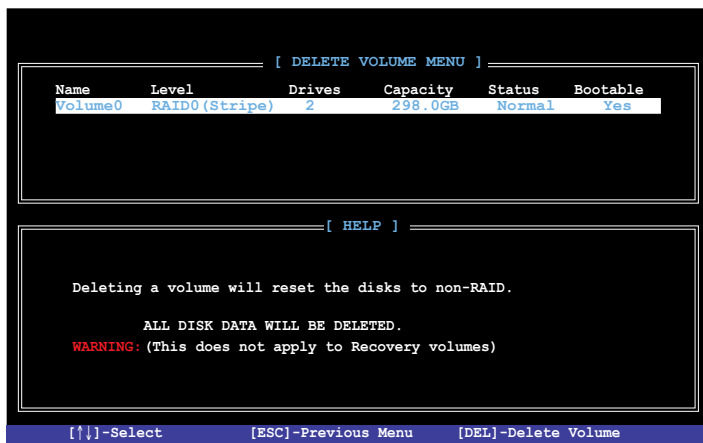 [ DELETE VOLUME MENU ]
Name Level Drives Capacity Status Bootable
Volume0 RAID0(Stripe) 2 298.0GB Normal Yes
[ HELP ]
Deleting a volume will reset the disks to non-RAID.
ALL DISK DATA WILL BE DELETED.
WARNING: (This does not apply to Recovery volumes)
[↑↓]-Select [ESC]-Previous Menu [DEL]-Delete Volume